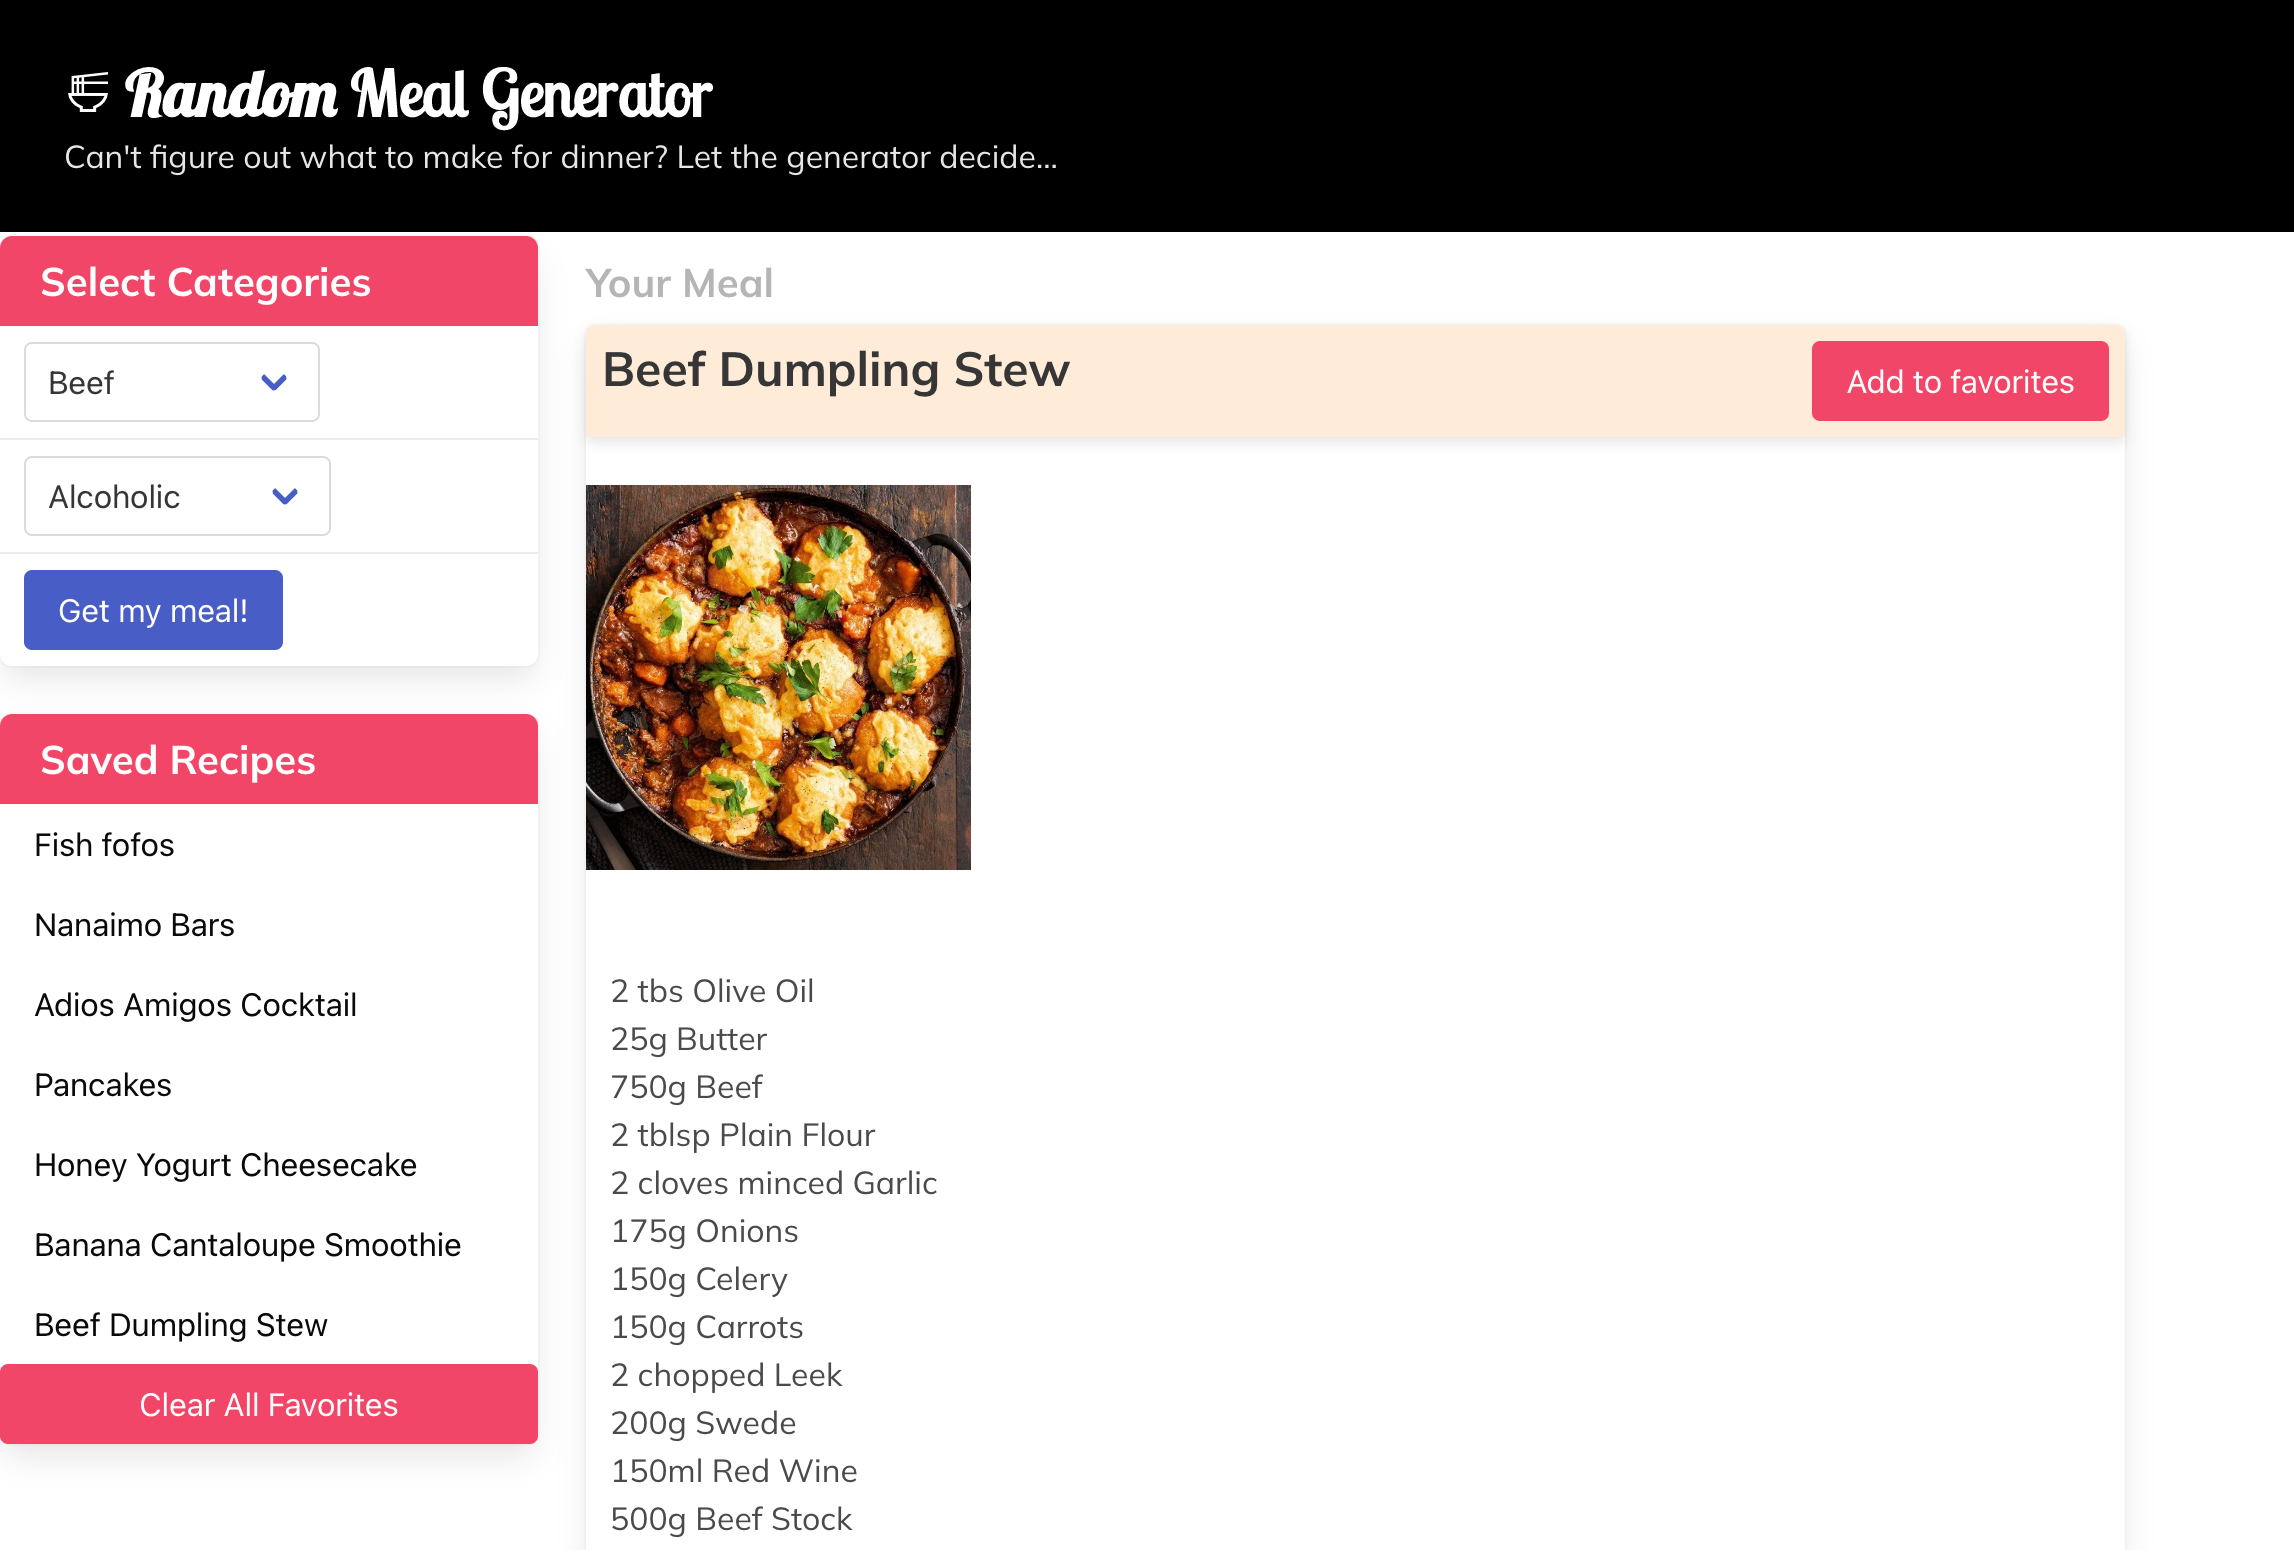 Random Meal Generator
Can't figure out what to make for dinner? Let the generator decide...
Select Categories
Beef
Alcoholic
Get my meal!
Saved Recipes
Fish fofos
Nanaimo Bars
Adios Amigos Cocktail
Pancakes
Honey Yogurt Cheesecake
Banana Cantaloupe Smoothie
Beef Dumpling Stew
Clear All Favorites
Your Meal
Beef Dumpling Stew
Add to favorites
2 tbs Olive Oil
25g Butter
750g Beef
2 tblsp Plain Flour
2 cloves minced Garlic
175g Onions
150g Celery
150g Carrots
2 chopped Leek
200g Swede
150ml Red Wine
500g Beef Stock